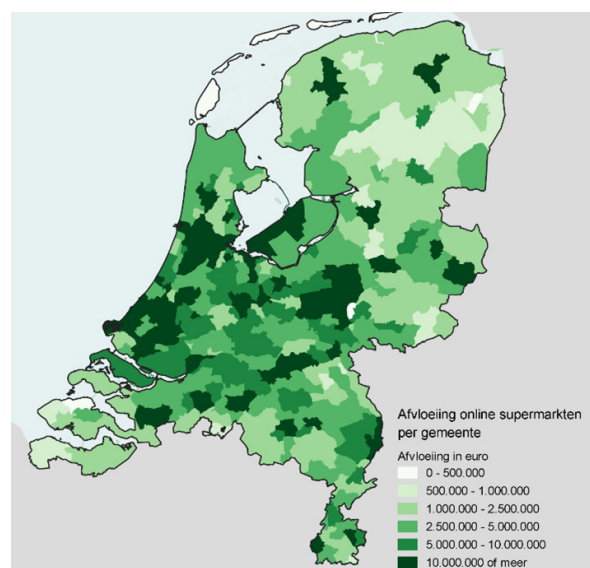 Afvloeiing online supermarkten
per gemeente
Afvloeiing in euro
0 - 500.000
500.000 - 1.000.000
1.000.000 - 2.500.000
2.500.000 - 5.000.000
5.000.000 - 10.000.000
10.000.000 of meer